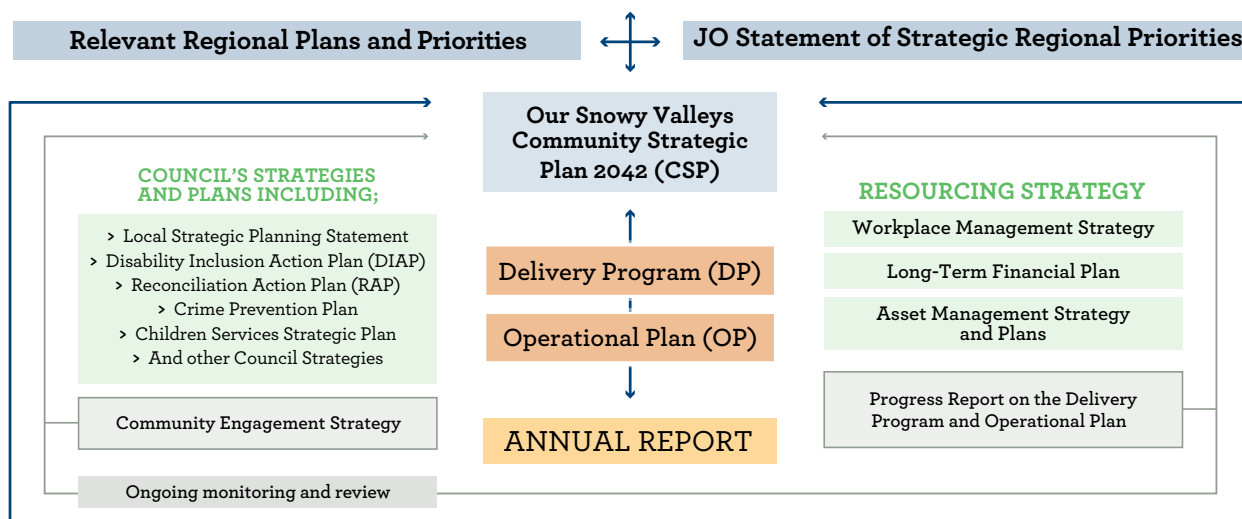 Relevant Regional Plans and Priorities
JO Statement of Strategic Regional Priorities
Our Snowy Valleys
Community Strategic
Plan 2042 (CSP)
COUNCIL'S STRATEGIES
AND PLANS INCLUDING;
> Local Strategic Planning Statement
> Disability Inclusion Action Plan (DIAP)
> Reconciliation Action Plan (RAP)
> Crime Prevention Plan
> Children Services Strategic Plan
> And other Council Strategies
Community Engagement Strategy
Ongoing monitoring and review
Delivery Program (DP)
Operational Plan (OP)
ANNUAL REPORT
RESOURCING STRATEGY
Workplace Management Strategy
Long-Term Financial Plan
Asset Management Strategy
and Plans
Progress Report on the Delivery
Program and Operational Plan